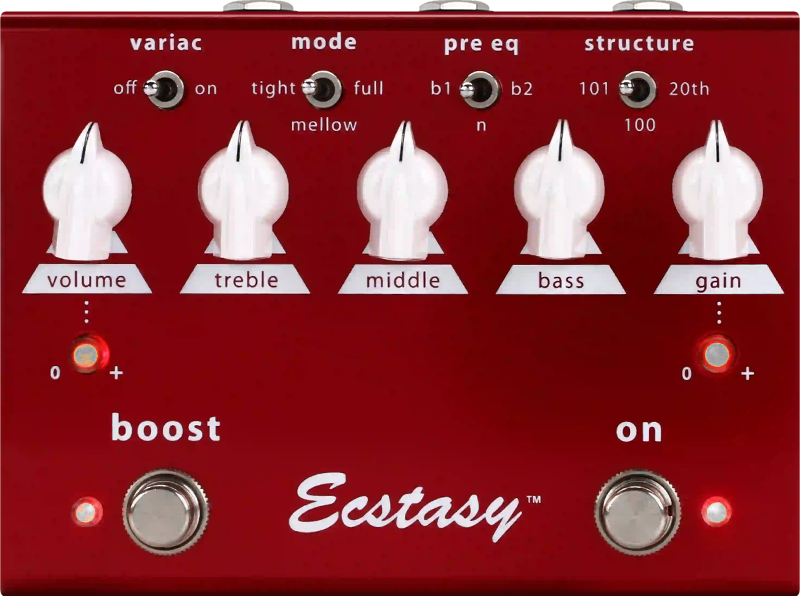 variac mode pre eq structure
off on tight full b1 b2 101 20th
mellow n 100
volume treble middle bass gain
0 + 0 +
boost on
Ecstasy™